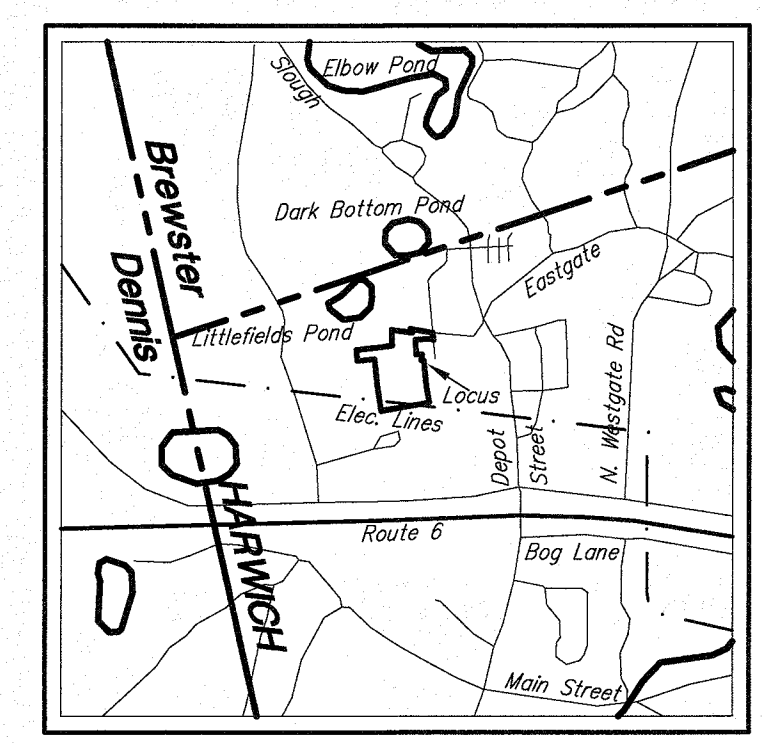 Elbow Pond
Slough
Brewster
Dark Bottom Pond
Eastgate
Dennis
Littlefields Pond
Locus
Elec. Lines
N. Westgate Rd
Depot
Street
HARWICH
Route 6
Bog Lane
Main Street